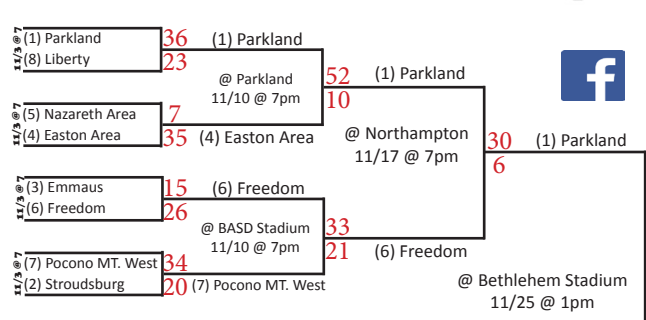 11/3 @ 7
(1) Parkland 36
(8) Liberty 23
(1) Parkland
@ Parkland
11/10 @ 7pm
11/3 @ 7
(5) Nazareth Area 7
(4) Easton Area 35
(4) Easton Area
52
10
(1) Parkland
@ Northampton
11/17 @ 7pm
11/3 @ 7
(3) Emmaus 15
(6) Freedom 26
(6) Freedom
@ BASD Stadium
11/10 @ 7pm
11/3 @ 7
(7) Pocono MT. West 34
(2) Stroudsburg 20
(7) Pocono MT. West
33
21
(6) Freedom
30
6
(1) Parkland
@ Bethlehem Stadium
11/25 @ 1pm
f